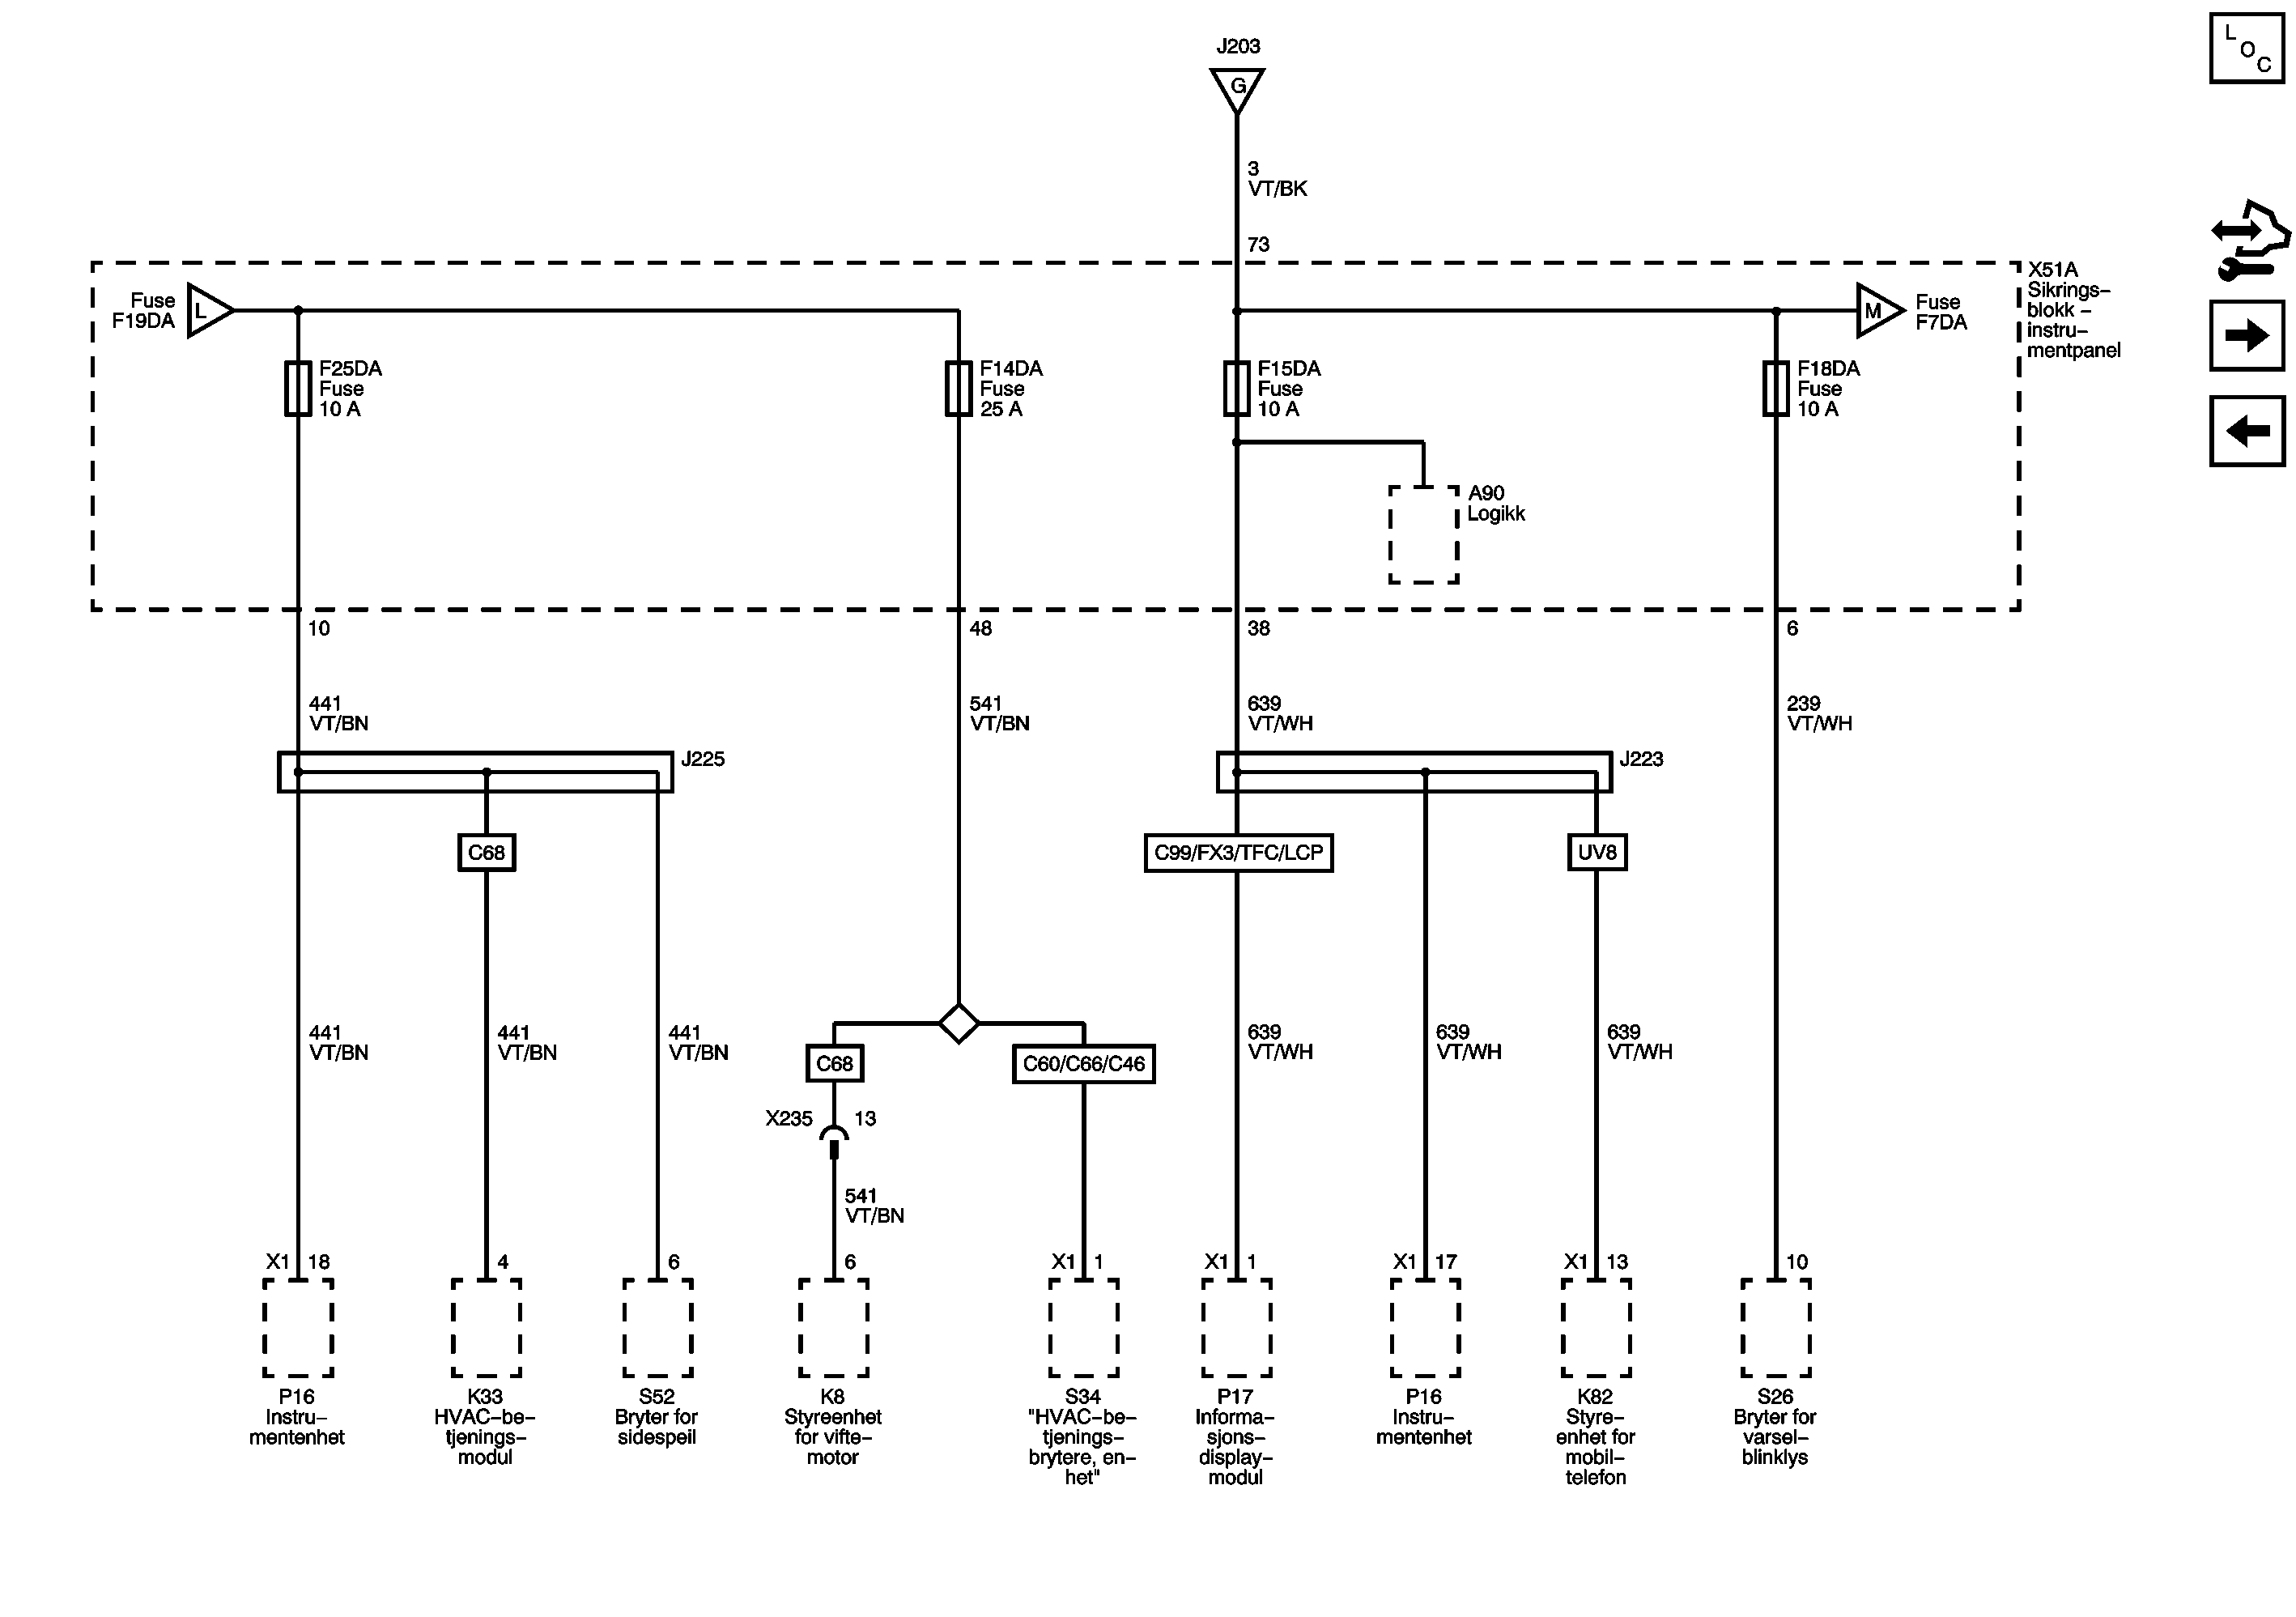 L
O
C
J203
G
3
VT/BK
73
X51A
Sikrings–
blokk –
instru–
mentpanel
Fuse
F19DA
L
M
Fuse
F7DA
F25DA
Fuse
10 A
F14DA
Fuse
25 A
F15DA
Fuse
10 A
F18DA
Fuse
10 A
A90
Logikk
10
48
38
6
441
VT/BN
541
VT/BN
639
VT/WH
239
VT/WH
J225
J223
C68
C99/FX3/TFC/LCP
UV8
441
VT/BN
441
VT/BN
441
VT/BN
639
VT/WH
639
VT/WH
639
VT/WH
C68
C60/C66/C46
X235 13
541
VT/BN
X1 18
4
6
6
X1 1
X1 1
X1 17
X1 13
10
P16
Instru–
mentenhet
K33
HVAC–be–
tjenings–
modul
S52
Bryter for
sidespeil
K8
Styreenhet
for vifte–
motor
S34
"HVAC–be–
tjenings–
brytere, en–
het"
P17
Informa–
sjons–
display–
modul
P16
Instru–
mentenhet
K82
Styre–
enhet for
mobil–
telefon
S26
Bryter for
varsel–
blinklys